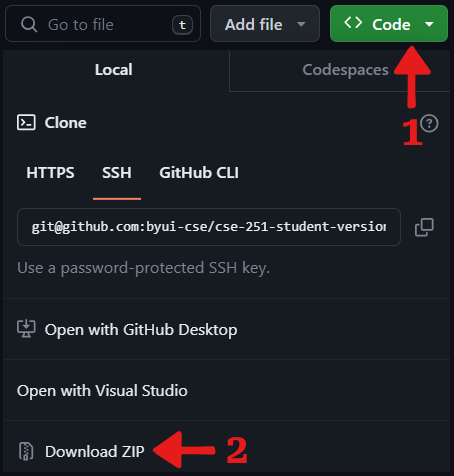 Go to file t Add file <> Code
1
Local Codespaces
Clone ?
HTTPS SSH GitHub CLI
git@github.com:byui-cse/cse-251-student-version
Use a password-protected SSH key.
Open with GitHub Desktop
Open with Visual Studio
Download ZIP 2